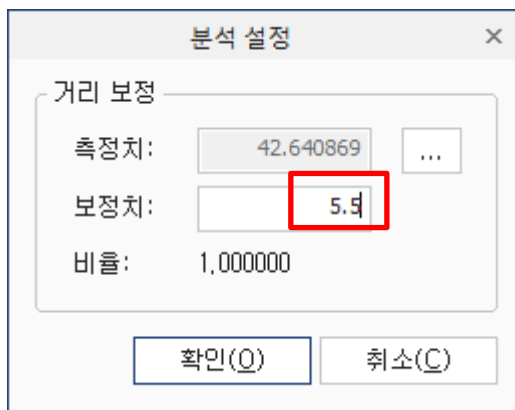 분석 설정
거리 보정
측정치: 42.640869 ...
보정치: 5.5
비율: 1,000000
확인(O) 취소(C)